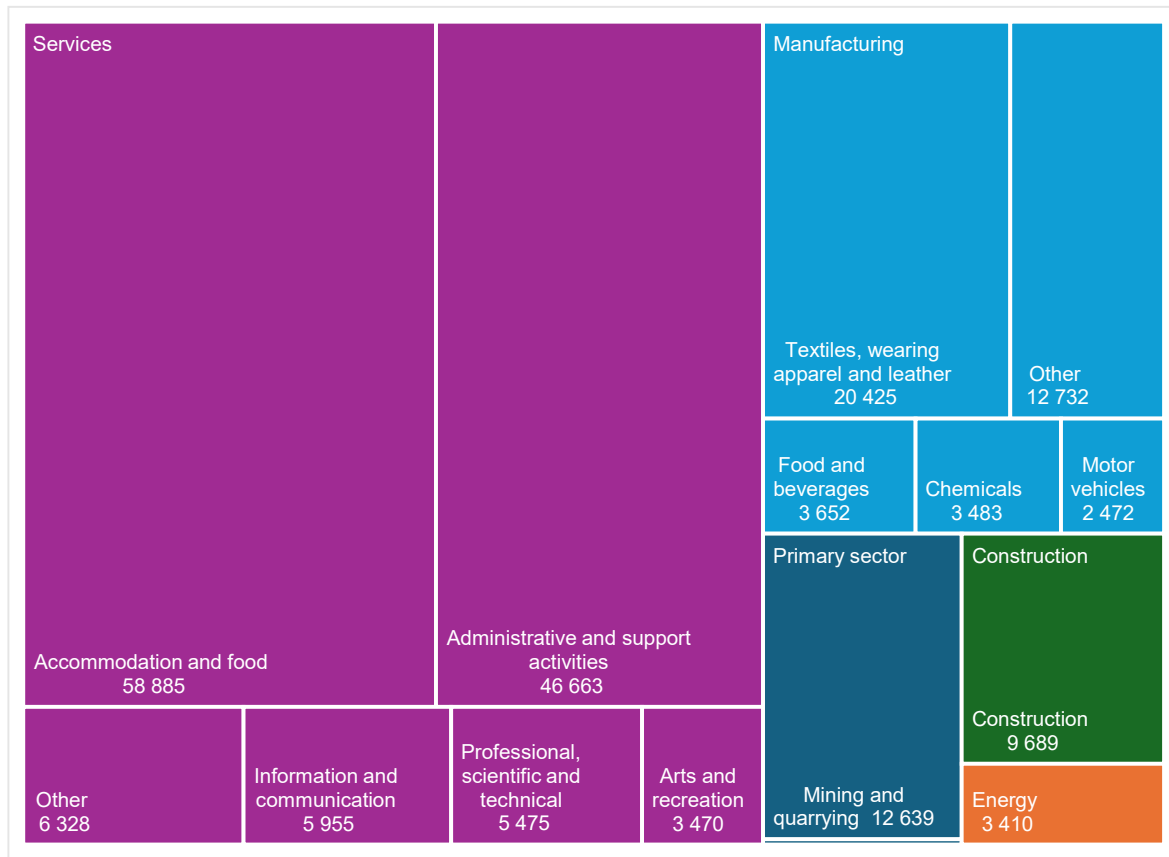 Services
Accommodation and food
58 885
Administrative and support
activities
46 663
Other
6 328
Information and
communication
5 955
Professional,
scientific and
technical
5 475
Arts and
recreation
3 470
Manufacturing
Textiles, wearing
apparel and leather
20 425
Other
12 732
Food and
beverages
3 652
Chemicals
3 483
Motor
vehicles
2 472
Primary sector
Mining and
quarrying 12 639
Construction
Construction
9 689
Energy
3 410